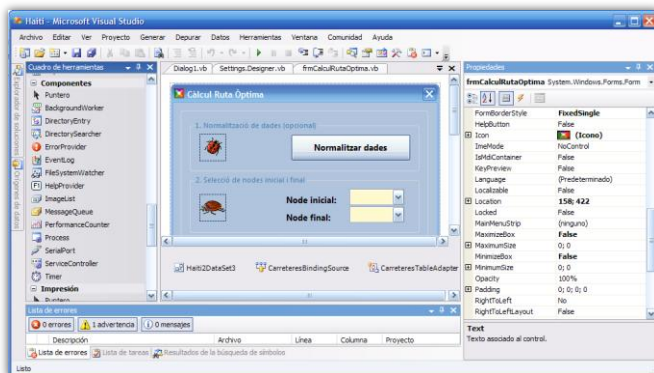 Haiti - Microsoft Visual Studio
Archivo Editar Ver Proyecto Generar Depurar Datos Herramientas Ventana Comunidad Ayuda
Cuadro de herramientas
Componentes
Puntero
BackgroundWorker
DirectoryEntry
DirectorySearcher
ErrorProvider
EventLog
FileSystemWatcher
HelpProvider
ImageList
MessageQueue
PerformanceCounter
Process
SerialPort
ServiceController
Timer
Impresión
Puntero
Explorador de soluciones
Orígenes de datos
Dialog1.vb Settings.Designer.vb frmCalculRutaOptima.vb
Càlcul Ruta Òptima
1. Normalització de dades (opcional)
Normalitzar dades
2. Selecció de nodes inicial i final
Node inicial:
Node final:
Haiti2DataSet3 CarreteresBindingSource CarreteresTableAdapter
Propiedades
frmCalculRutaOptima System.Windows.Forms.Form
FormBorderStyle FixedSingle
HelpButton False
Icon (Icono)
ImeMode NoControl
IsMdiContainer False
KeyPreview False
Language (Predeterminado)
Localizable False
Location 158; 422
Locked False
MainMenuStrip (ninguno)
MaximizeBox False
MaximumSize 0; 0
MinimizeBox False
MinimumSize 0; 0
Opacity 100%
Padding 0; 0; 0; 0
RightToLeft No
RightToLeftLayout False
Text
Texto asociado al control.
Lista de errores
0 errores 1 advertencia 0 mensajes
Descripción Archivo Línea Columna Proyecto
Lista de errores Lista de tareas Resultados de la búsqueda de símbolos
Listo